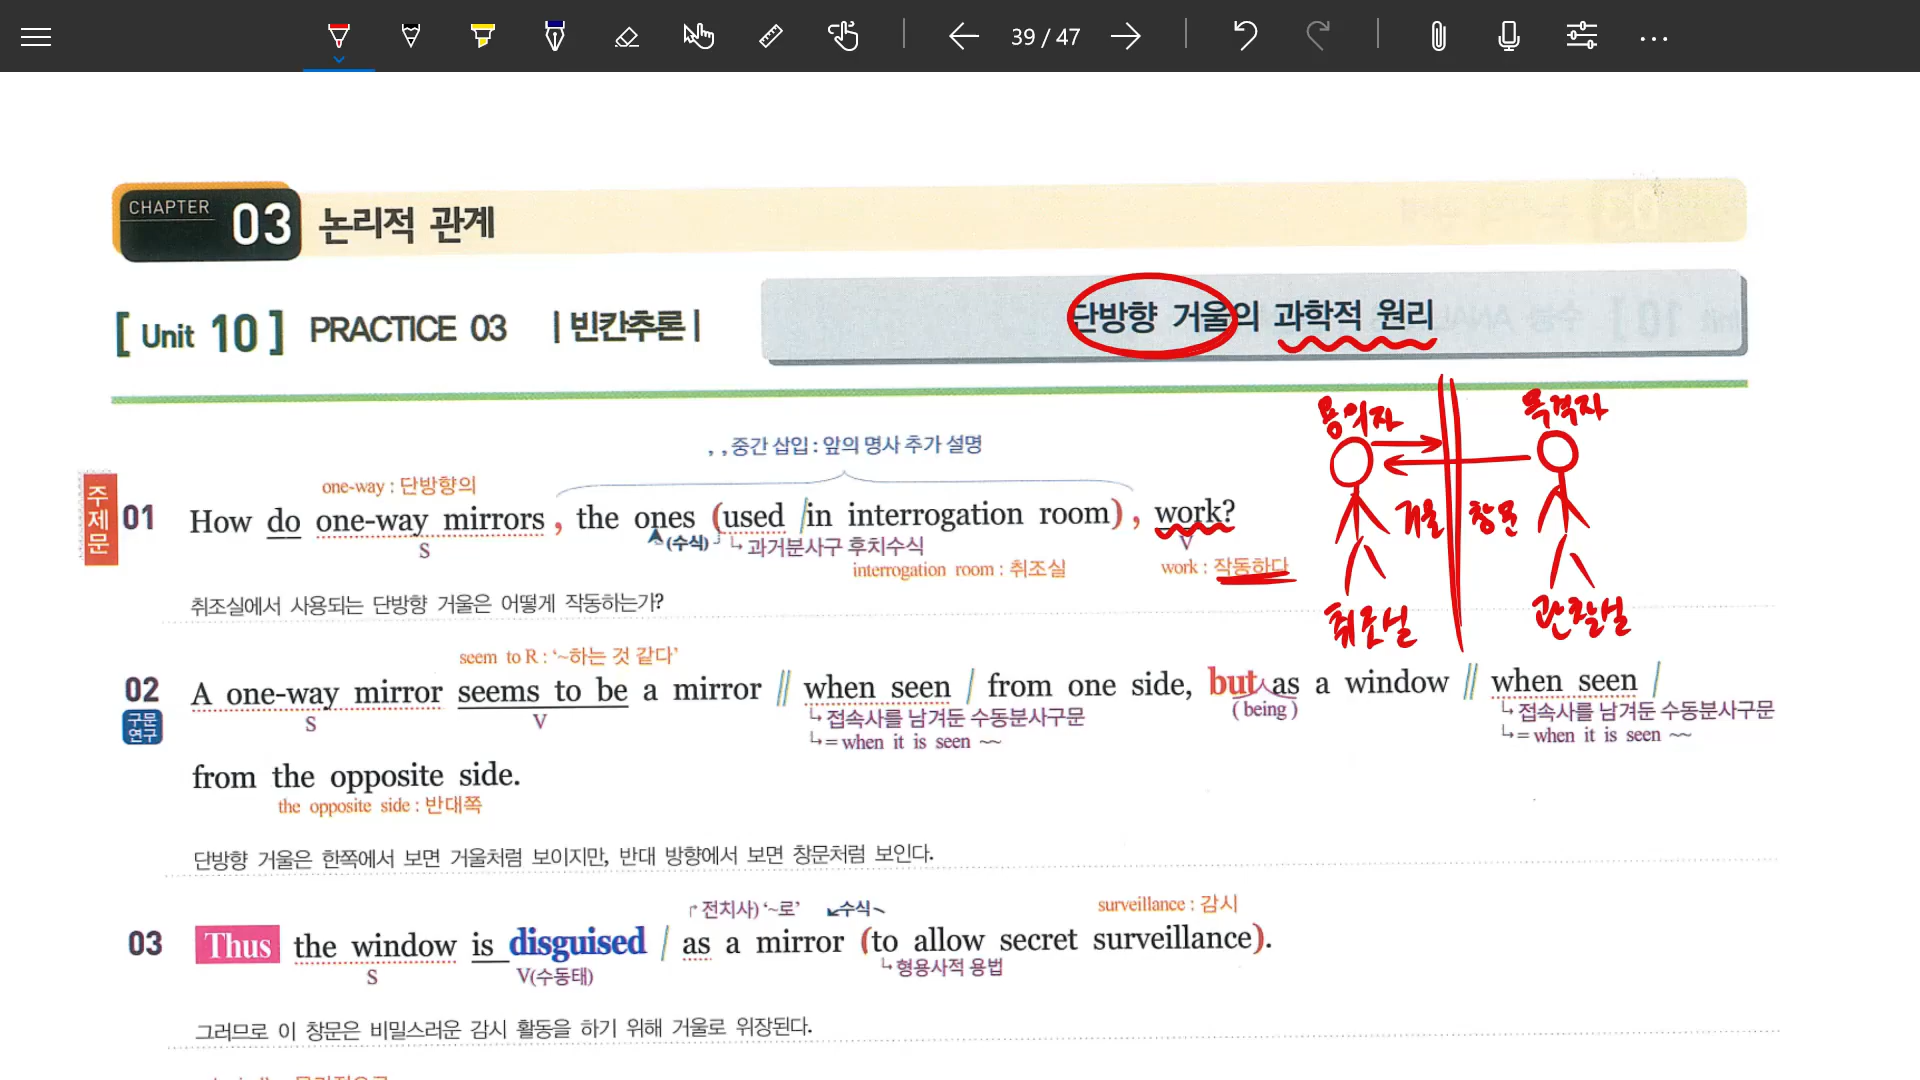 39 / 47
CHAPTER 03 논리적 관계
[ Unit 10 ] PRACTICE 03 | 빈칸추론 |
단방향 거울의 과학적 원리
용의자 목격자
거울 창문
취조실 관찰실
, , 중간 삽입 : 앞의 명사 추가 설명
one-way : 단방향의
주제문
01 How do one-way mirrors , the ones (used /in interrogation room) , work?
S (수식) ↳ 과거분사구 후치수식 V
interrogation room : 취조실 work : 작동하다
취조실에서 사용되는 단방향 거울은 어떻게 작동하는가?
seem to R : ‘~하는 것 같다’
02 A one-way mirror seems to be a mirror // when seen / from one side, but as a window // when seen /
구문연구
S V ↳ 접속사를 남겨둔 수동분사구문 ( being ) ↳ 접속사를 남겨둔 수동분사구문
↳ = when it is seen ~~ ↳ = when it is seen ~~
from the opposite side.
the opposite side : 반대쪽
단방향 거울은 한쪽에서 보면 거울처럼 보이지만, 반대 방향에서 보면 창문처럼 보인다.
전치사) ‘~로’ 수식 surveillance : 감시
03 Thus the window is disguised / as a mirror (to allow secret surveillance).
S V(수동태) ↳ 형용사적 용법
그러므로 이 창문은 비밀스러운 감시 활동을 하기 위해 거울로 위장된다.